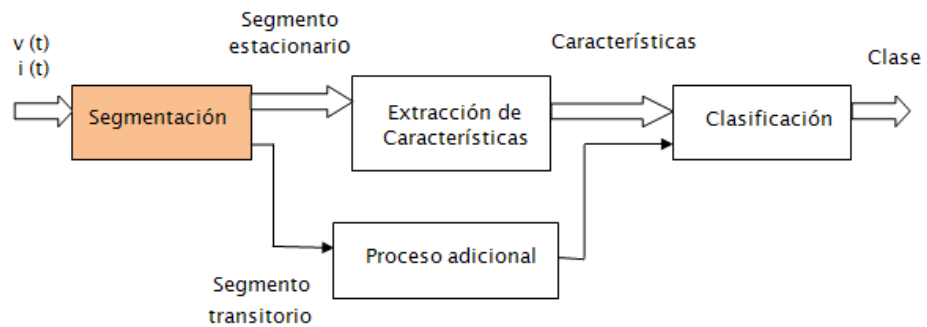 v (t)
i (t)
Segmentación
Segmento
estacionario
Extracción de
Características
Características
Clasificación
Clase
Proceso adicional
Segmento
transitorio